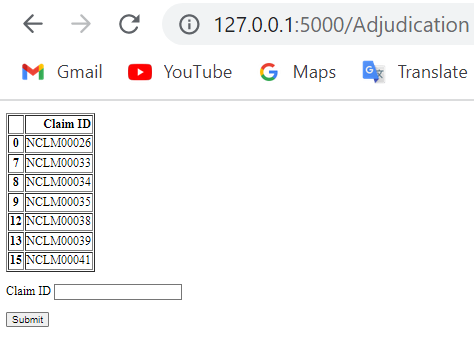 127.0.0.1:5000/Adjudication
Gmail YouTube Maps Translate
Claim ID
0 NCLM00026
7 NCLM00033
8 NCLM00034
9 NCLM00035
12 NCLM00038
13 NCLM00039
15 NCLM00041
Claim ID
Submit